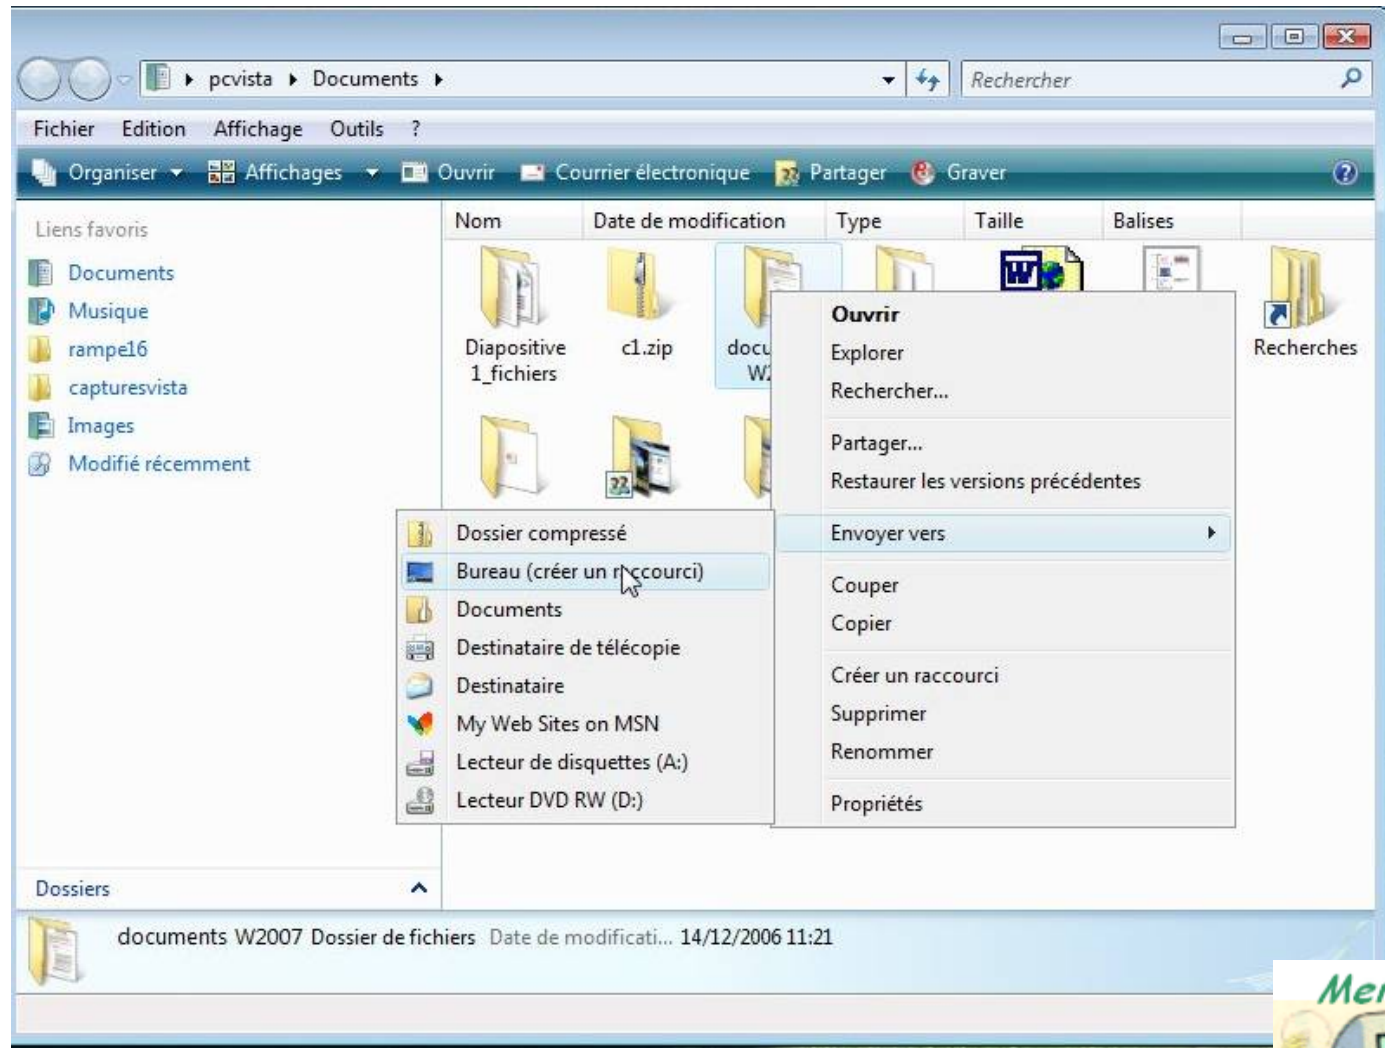 pcvista Documents
Rechercher
Fichier Edition Affichage Outils ?
Organiser Affichages Ouvrir Courrier électronique Partager Graver
Liens favoris
Documents
Musique
rampe16
capturesvista
Images
Modifié récemment
Nom Date de modification Type Taille Balises
Diapositive
1_fichiers
c1.zip
docu
W2
Recherches
Ouvrir
Explorer
Rechercher...
Partager...
Restaurer les versions précédentes
Envoyer vers
Couper
Copier
Créer un raccourci
Supprimer
Renommer
Propriétés
Dossier compressé
Bureau (créer un raccourci)
Documents
Destinataire de télécopie
Destinataire
My Web Sites on MSN
Lecteur de disquettes (A:)
Lecteur DVD RW (D:)
Dossiers
documents W2007 Dossier de fichiers Date de modificati... 14/12/2006 11:21